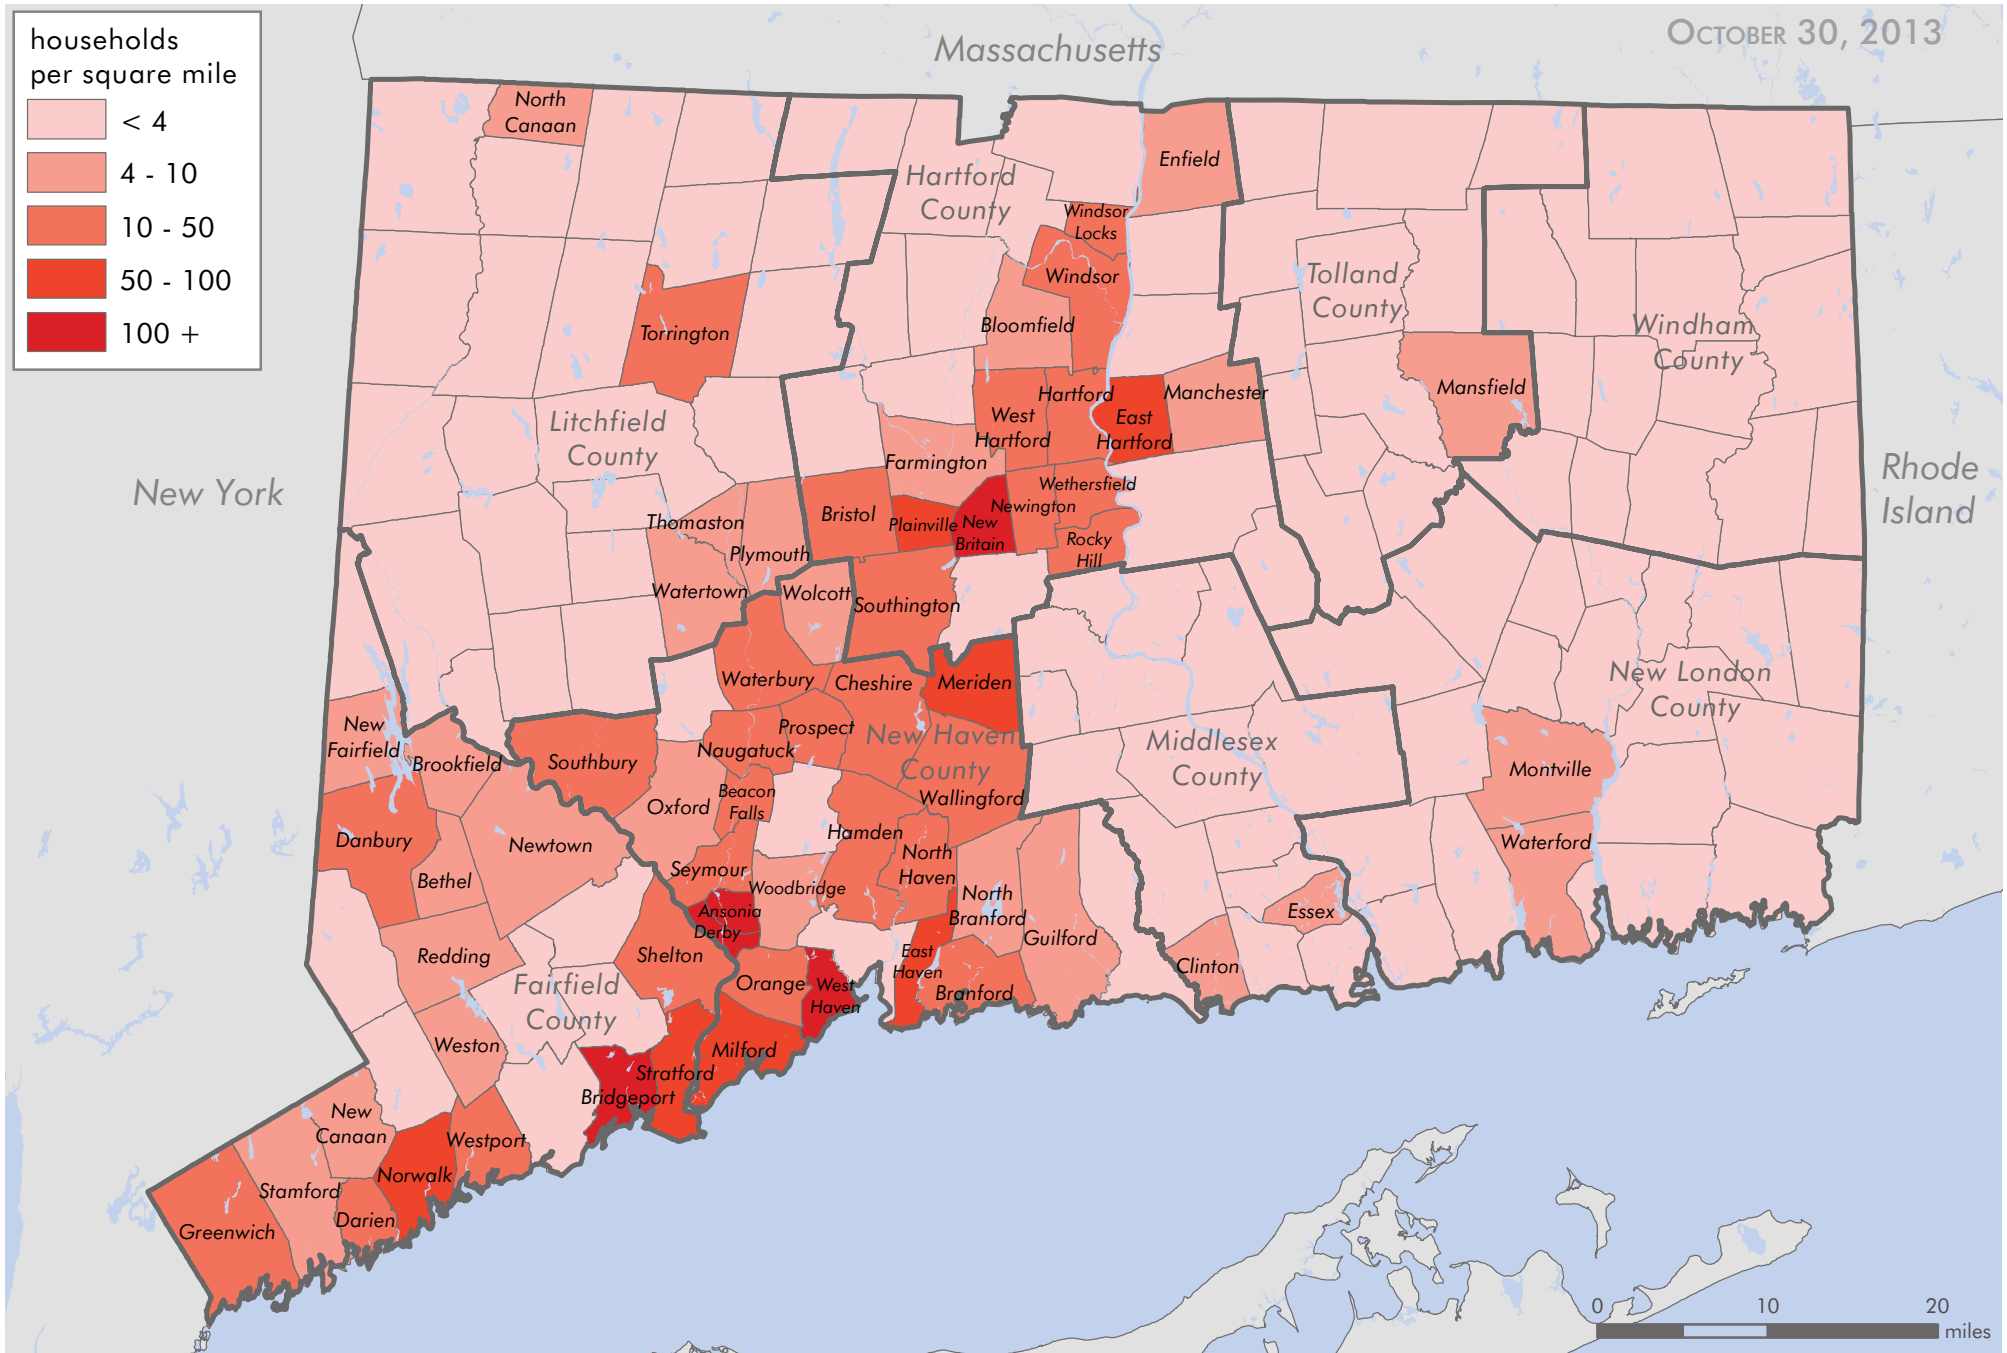 households
per square mile
< 4
4 - 10
10 - 50
50 - 100
100 +
OCTOBER 30, 2013
Massachusetts
New York
Rhode
Island
North
Canaan
Hartford
County
Enfield
Windsor
Locks
Windsor
Bloomfield
Tolland
County
Windham
County
Torrington
Litchfield
County
Hartford
West
Hartford
East
Hartford
Manchester
Mansfield
Farmington
Wethersfield
Newington
Bristol
Plainville
New
Britain
Rocky
Hill
Thomaston
Plymouth
Watertown
Wolcott
Southington
Waterbury
Cheshire
Meriden
Prospect
Naugatuck
New Haven
County
Middlesex
County
New London
County
Montville
Waterford
New
Fairfield
Brookfield
Southbury
Oxford
Beacon
Falls
Wallingford
Hamden
North
Haven
Danbury
Newtown
Bethel
Seymour
Woodbridge
North
Branford
Ansonia
Derby
Guilford
Essex
Clinton
Redding
Shelton
Orange
West
Haven
East
Haven
Branford
Fairfield
County
Weston
Milford
Stratford
Bridgeport
New
Canaan
Westport
Norwalk
Stamford
Darien
Greenwich
0 10 20
miles